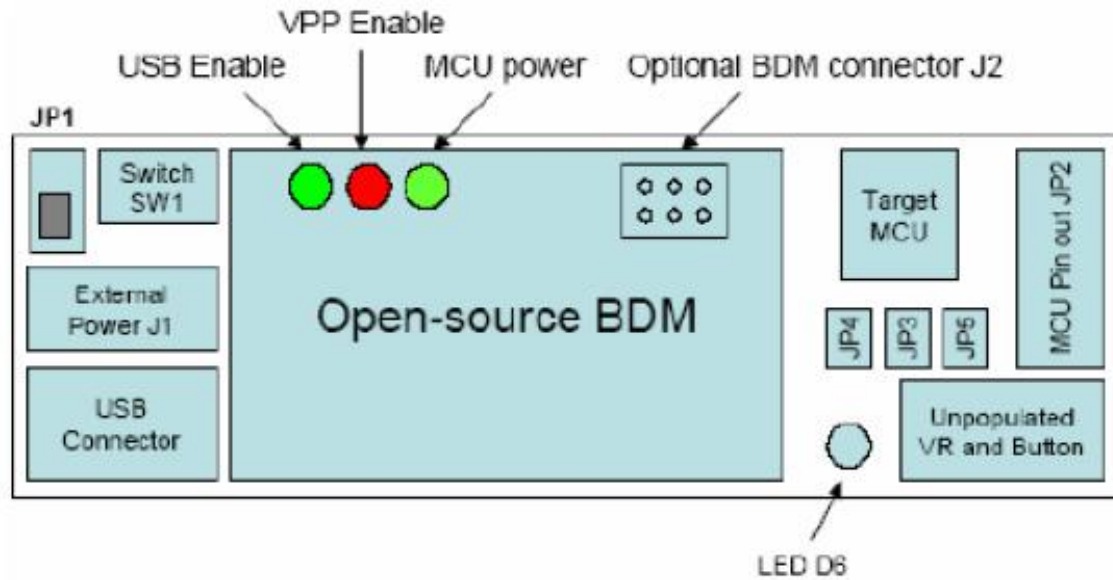 VPP Enable
USB Enable
MCU power
Optional BDM connector J2
JP1
Switch
SW1
Target
MCU
MCU Pin out JP2
External
Power J1
Open-source BDM
JP4
JP3
JP5
USB
Connector
Unpopulated
VR and Button
LED D6